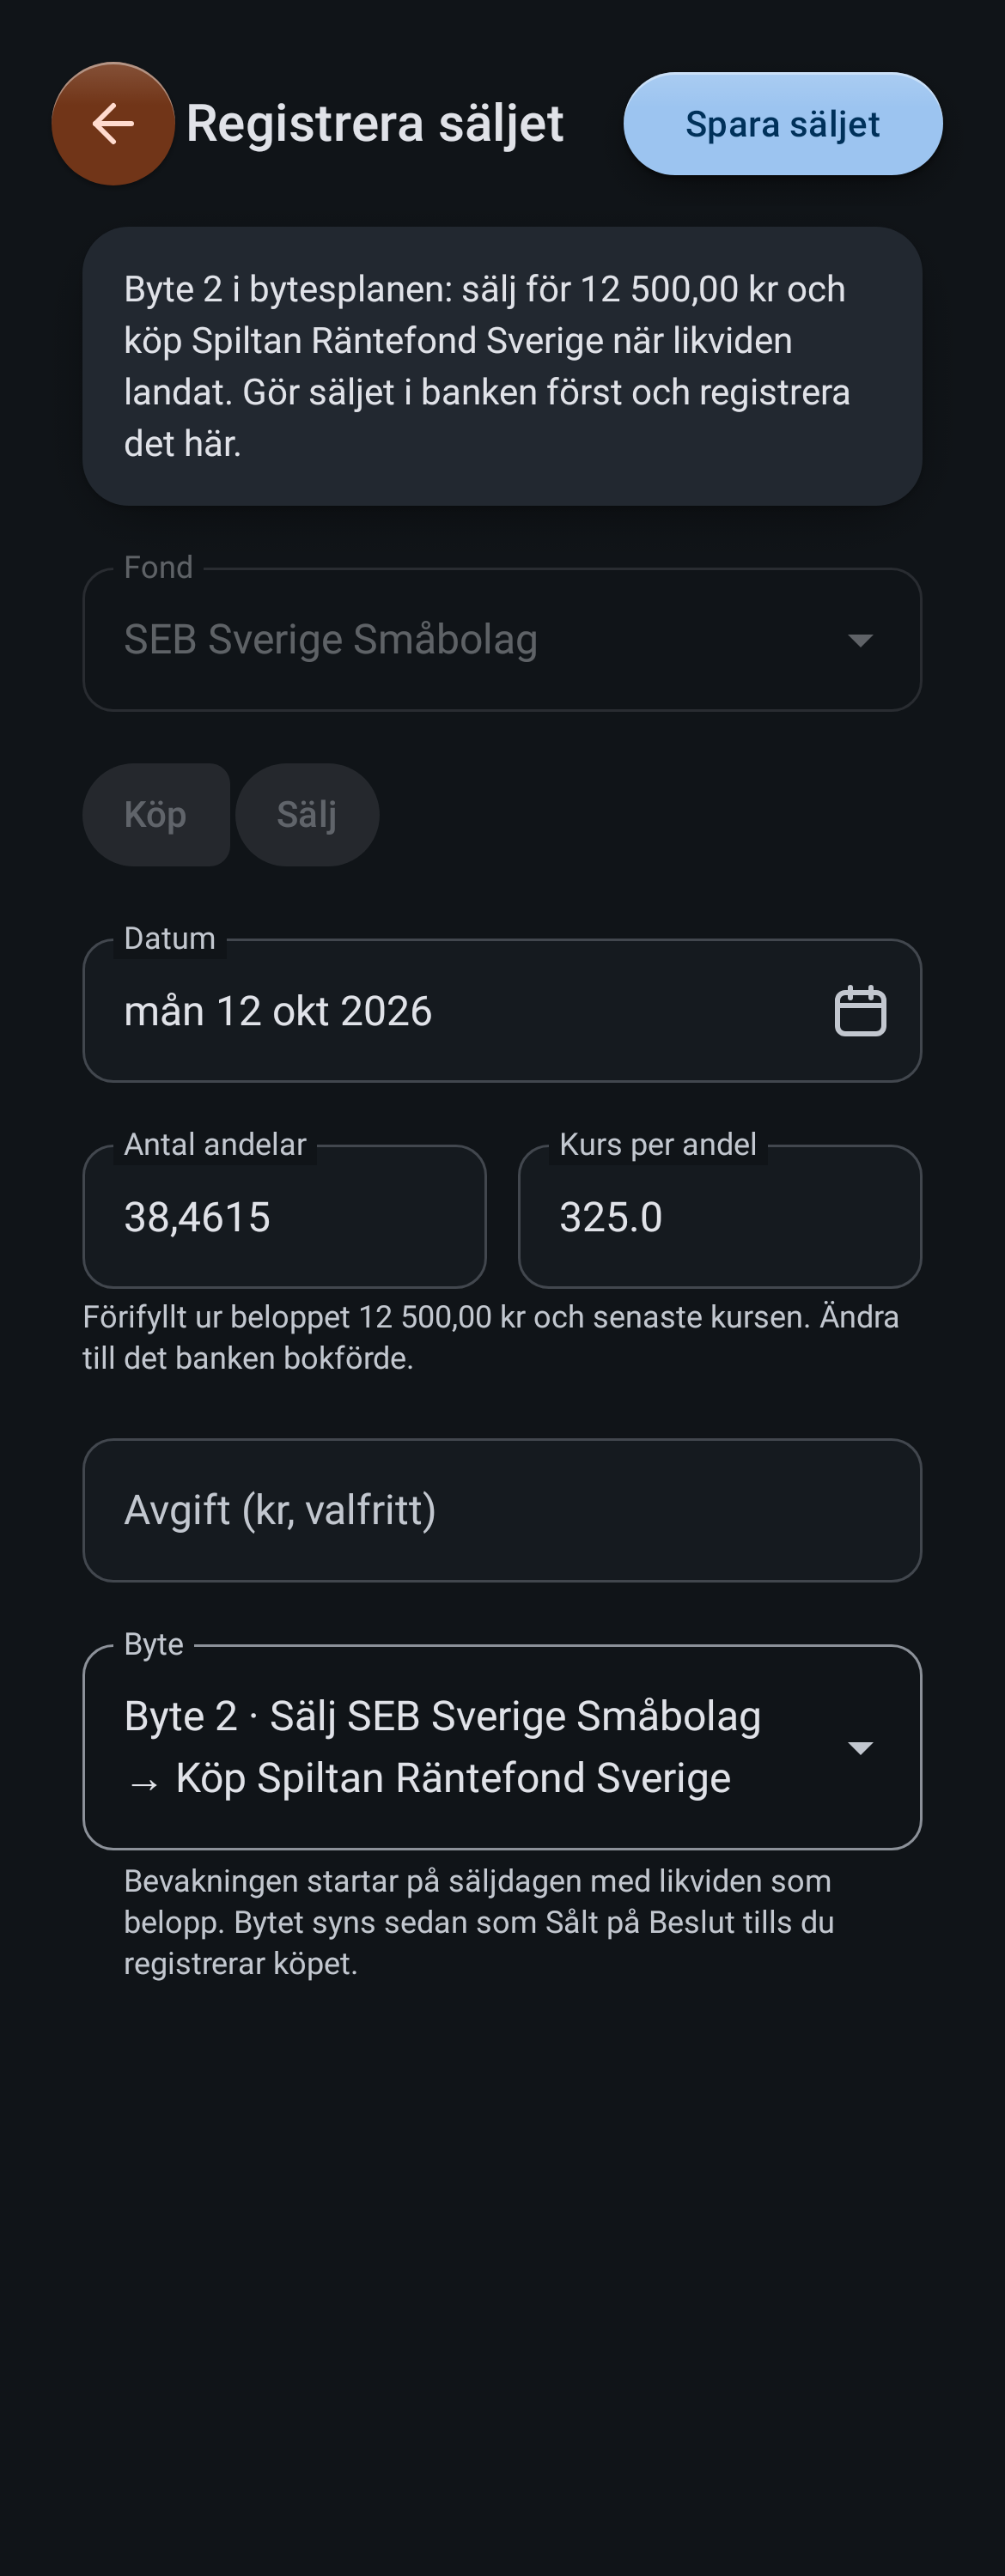 Registrera säljet
Spara säljet
Byte 2 i bytesplanen: sälj för 12 500,00 kr och
köp Spiltan Räntefond Sverige när likviden
landat. Gör säljet i banken först och registrera
det här.
Fond
SEB Sverige Småbolag
Köp
Sälj
Datum
mån 12 okt 2026
Antal andelar
38,4615
Kurs per andel
325.0
Förifyllt ur beloppet 12 500,00 kr och senaste kursen. Ändra
till det banken bokförde.
Avgift (kr, valfritt)
Byte
Byte 2 · Sälj SEB Sverige Småbolag
→ Köp Spiltan Räntefond Sverige
Bevakningen startar på säljdagen med likviden som
belopp. Bytet syns sedan som Sålt på Beslut tills du
registrerar köpet.